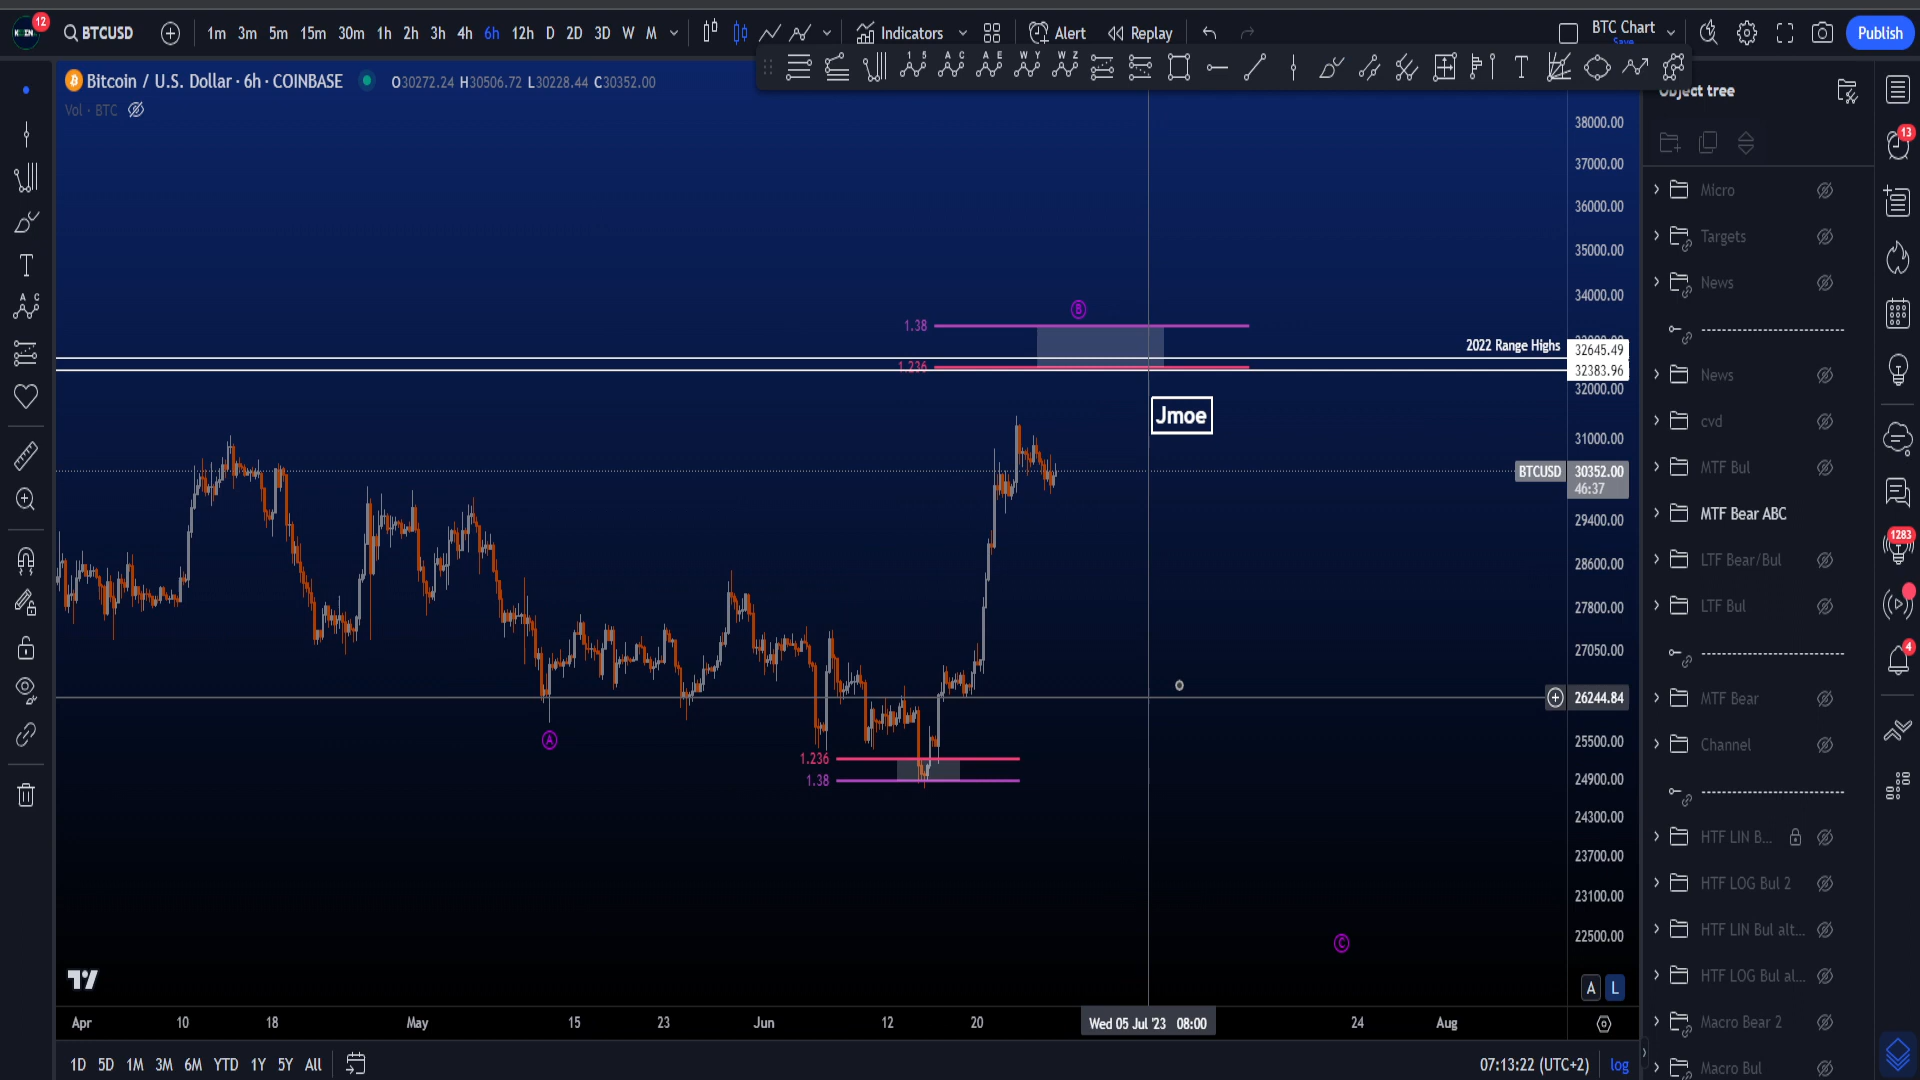 12
BTCUSD
1m 3m 5m 15m 30m 1h 2h 3h 4h 6h 12h D 2D 3D W M
Indicators
Alert
Replay
BTC Chart
Save
Publish
Bitcoin / U.S. Dollar · 6h · COINBASE
O30272.24 H30506.72 L30228.44 C30352.00
Vol · BTC
Object tree
38000.00
37000.00
36000.00
35000.00
34000.00
B
1.38
2022 Range Highs
32645.49
1.236
32383.96
32000.00
Jmoe
31000.00
BTCUSD
30352.00
46:37
29400.00
28600.00
27800.00
27050.00
26244.84
A
25500.00
1.236
1.38
24900.00
24300.00
23700.00
23100.00
22500.00
C
A L
Apr 10 18 May 15 23 Jun 12 20 Wed 05 Jul '23 08:00 24 Aug
1D 5D 1M 3M 6M YTD 1Y 5Y All
07:13:22 (UTC+2)
log
Micro
Targets
News
News
cvd
MTF Bul
MTF Bear ABC
LTF Bear/Bul
LTF Bul
MTF Bear
Channel
HTF LIN B...
HTF LOG Bul 2
HTF LIN Bul alt...
HTF LOG Bul al...
Macro Bear 2
Macro Bul
13
1283
4